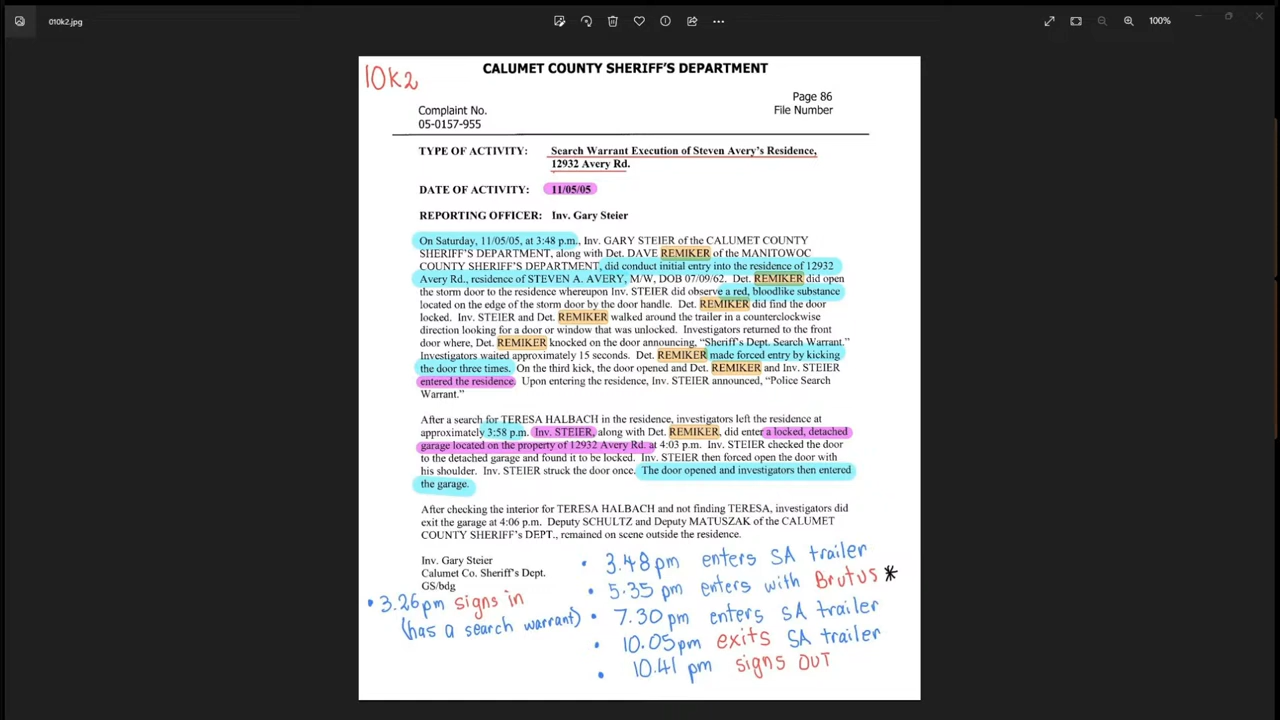 010k2.jpg
100%
10k2
CALUMET COUNTY SHERIFF'S DEPARTMENT
Page 86
Complaint No.
File Number
05-0157-955
TYPE OF ACTIVITY: Search Warrant Execution of Steven Avery's Residence,
12932 Avery Rd.
DATE OF ACTIVITY: 11/05/05
REPORTING OFFICER: Inv. Gary Steier
On Saturday, 11/05/05, at 3:48 p.m., Inv. GARY STEIER of the CALUMET COUNTY
SHERIFF'S DEPARTMENT, along with Det. DAVE REMIKER of the MANITOWOC
COUNTY SHERIFF'S DEPARTMENT, did conduct initial entry into the residence of 12932
Avery Rd., residence of STEVEN A. AVERY, M/W, DOB 07/09/62. Det. REMIKER did open
the storm door to the residence whereupon Inv. STEIER did observe a red, bloodlike substance
located on the edge of the storm door by the door handle. Det. REMIKER did find the door
locked. Inv. STEIER and Det. REMIKER walked around the trailer in a counterclockwise
direction looking for a door or window that was unlocked. Investigators returned to the front
door where, Det. REMIKER knocked on the door announcing, "Sheriff's Dept. Search Warrant."
Investigators waited approximately 15 seconds. Det. REMIKER made forced entry by kicking
the door three times. On the third kick, the door opened and Det. REMIKER and Inv. STEIER
entered the residence. Upon entering the residence, Inv. STEIER announced, "Police Search
Warrant."
After a search for TERESA HALBACH in the residence, investigators left the residence at
approximately 3:58 p.m. Inv. STEIER, along with Det. REMIKER, did enter a locked, detached
garage located on the property of 12932 Avery Rd. at 4:03 p.m. Inv. STEIER checked the door
to the detached garage and found it to be locked. Inv. STEIER then forced open the door with
his shoulder. Inv. STEIER struck the door once. The door opened and investigators then entered
the garage.
After checking the interior for TERESA HALBACH and not finding TERESA, investigators did
exit the garage at 4:06 p.m. Deputy SCHULTZ and Deputy MATUSZAK of the CALUMET
COUNTY SHERIFF'S DEPT., remained on scene outside the residence.
Inv. Gary Steier
Calumet Co. Sheriff's Dept.
GS/bdg
• 3.26pm signs in
(has a search warrant)
• 3.48pm enters SA trailer
• 5.35 pm enters with Brutus *
• 7.30 pm enters SA trailer
• 10.05pm exits SA trailer
• 10.41 pm signs OUT